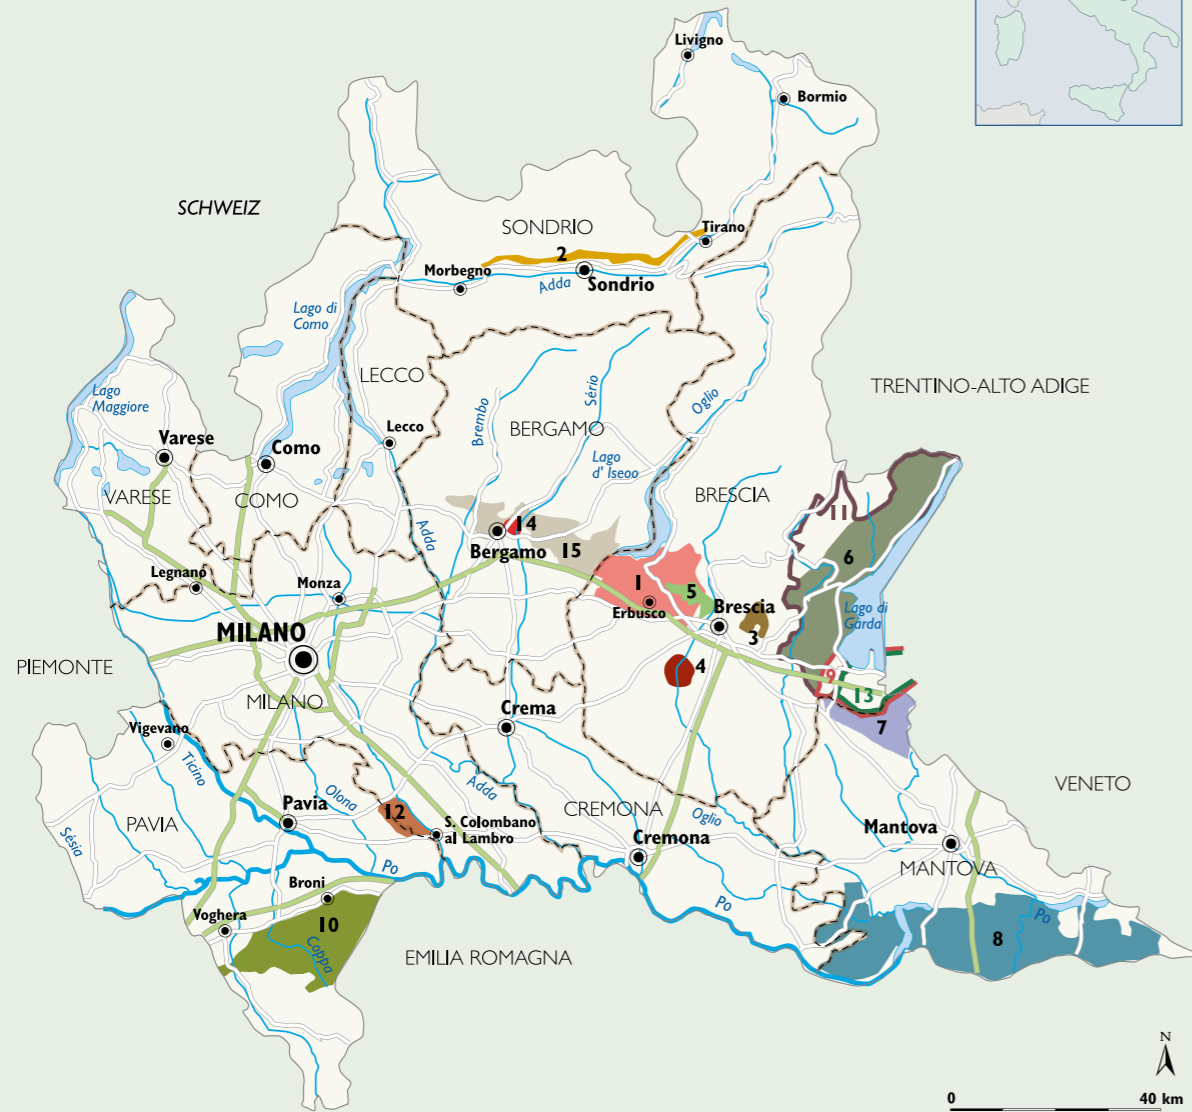 Livigno
Bormio
SCHWEIZ
SONDRIO
Tirano
2
Morbegno
Adda
Sondrio
Lago di
Como
LECCO
TRENTINO-ALTO ADIGE
Lago
Maggiore
Brembo
Sério
Oglio
BERGAMO
Lecco
Varese
Como
Lago
d' Iseoo
VARESE
COMO
BRESCIA
11
Adda
14
Bergamo
15
6
Legnano
Monza
1
5
Erbusco
Brescia
Lago di
Garda
3
MILANO
4
PIEMONTE
9
13
MILANO
Crema
7
Vigevano
Ticino
Olona
Adda
VENETO
Pavia
12
CREMONA
Oglio
PAVIA
S. Colombano
al Lambro
Mantova
Sésia
Cremona
Po
MANTOVA
Broni
Po
Po
Voghera
10
8
Coppa
EMILIA ROMAGNA
N
0
40 km